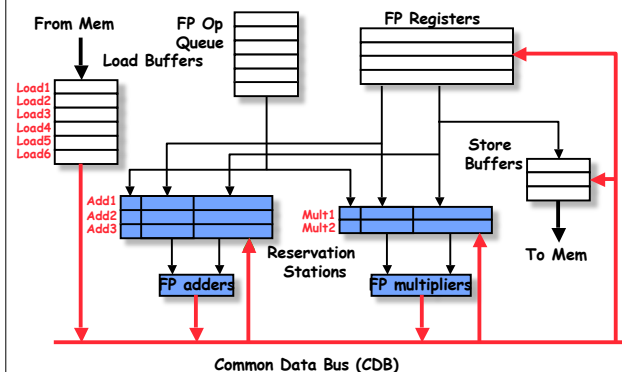 From Mem
FP Op
Queue
FP Registers
Load Buffers
Load1
Load2
Load3
Load4
Load5
Load6
Store
Buffers
Add1
Add2
Add3
Mult1
Mult2
Reservation
Stations
To Mem
FP adders
FP multipliers
Common Data Bus (CDB)